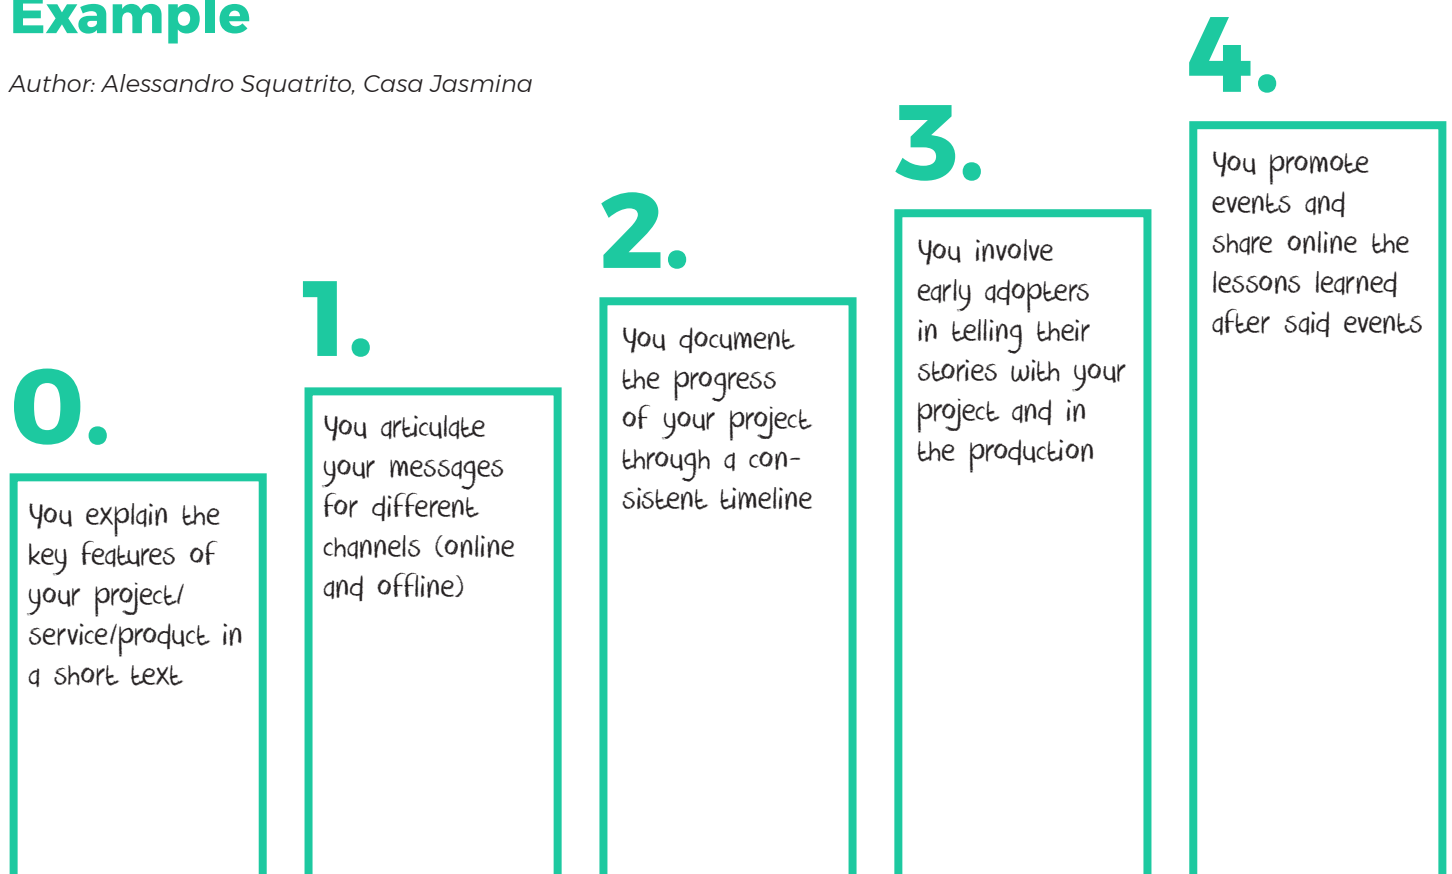 Example
Author: Alessandro Squatrito, Casa Jasmina
0.
You explain the
key features of
your project/
service/product in
a short text
1.
You articulate
your messages
for different
channels (online
and offline)
2.
You document
the progress
of your project
through a con-
sistent timeline
3.
You involve
early adopters
in telling their
stories with your
project and in
the production
4.
You promote
events and
share online the
lessons learned
after said events